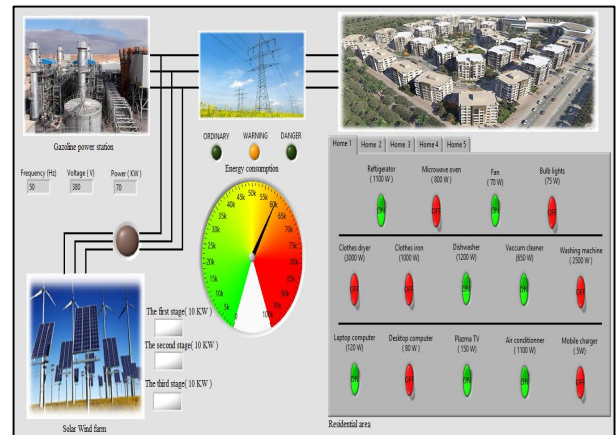 Gazoline power station
Frequency (Hz) Voltage (V) Power (KW)
50 380 70
ORDINARY WARNING DANGER
Energy consumption
0 5k 10k 15k 20k 25k 30k 35k 40k 45k 50k 55k 60k 65k 70k 75k 80k 85k 90k 95k
The first stage( 10 KW )
The second stage( 10 KW )
The third stage( 10 KW )
Solar Wind farm
Home 1 Home 2 Home 3 Home 4 Home 5
Reftigerator Microwave oven Fan Bulb lights
(1100 W ) ( 800 W ) ( 70 W) (75 W)
ON OFF ON OFF
Clothes dryer Clothes iron Dishwasher Vaccum cleaner Washing machine
(3000 W) (1000 W) (1200 W) (650 W) ( 2500 W )
OFF OFF ON ON OFF
Laptop computer Desktop computer Plasma TV Air conditionner Mobile charger
(120 W) ( 80 W ) ( 150 W) ( 1100 W) ( 5W)
ON OFF ON ON OFF
Residential area